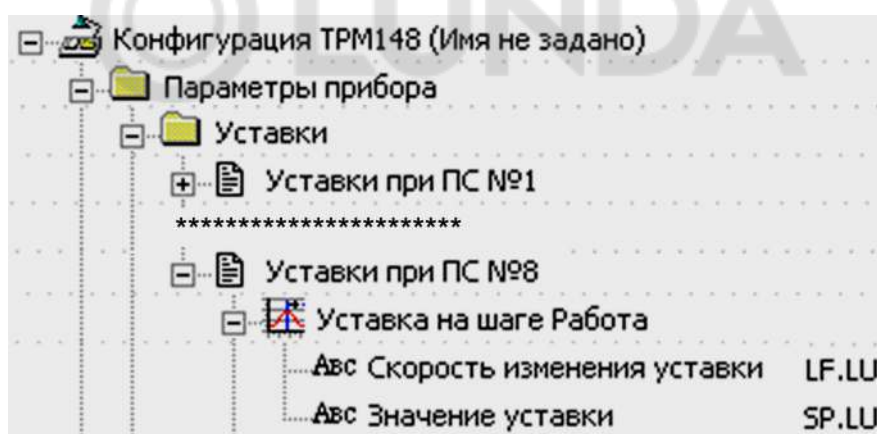 © LUNDA
Конфигурация ТРМ148 (Имя не задано)
Параметры прибора
Уставки
Уставки при ПС №1
***********************
Уставки при ПС №8
Уставка на шаге Работа
Авс Скорость изменения уставки LF.LU
Авс Значение уставки SP.LU